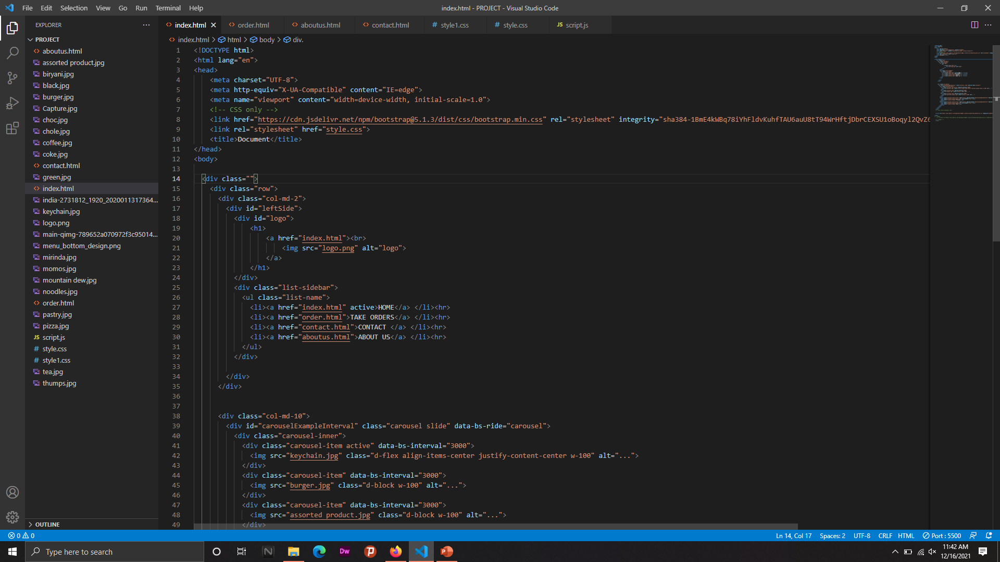 File Edit Selection View Go Run Terminal Help
index.html - PROJECT - Visual Studio Code
EXPLORER
index.html order.html aboutus.html contact.html # style1.css # style.css JS script.js
PROJECT
index.html > html > body > div.
aboutus.html
assorted product.jpg
biryani.jpg
black.jpg
burger.jpg
Capture.jpg
choc.jpg
chole.jpg
coffee.jpg
coke.jpg
contact.html
green.jpg
index.html
india-2731812_1920_2020011317364...
keychain.jpg
logo.png
main-qimg-789652a070972f3c95014...
menu_bottom_design.png
mirinda.jpg
momos.jpg
mountain dew.jpg
noodles.jpg
order.html
pastry.jpg
pizza.jpg
JS script.js
# style.css
# style1.css
tea.jpg
thumps.jpg
OUTLINE
1 <!DOCTYPE html>
2 <html lang="en">
3 <head>
4 <meta charset="UTF-8">
5 <meta http-equiv="X-UA-Compatible" content="IE=edge">
6 <meta name="viewport" content="width=device-width, initial-scale=1.0">
7 <!-- CSS only -->
8 <link href="https://cdn.jsdelivr.net/npm/bootstrap@5.1.3/dist/css/bootstrap.min.css" rel="stylesheet" integrity="sha384-1BmE4kWBq78iYhFldvKuhfTAU6auU8tT94WrHftjDbrCEXSU1oBoqyl2QvZ6
9 <link rel="stylesheet" href="style.css">
10 <title>Document</title>
11 </head>
12 <body>
13
14 <div class="">
15 <div class="row">
16 <div class="col-md-2">
17 <div id="leftSide">
18 <div id="logo">
19 <h1>
20 <a href="index.html"><br>
21 <img src="logo.png" alt="logo">
22 </a>
23 </h1>
24 </div>
25 <div class="list-sidebar">
26 <ul class="list-name">
27 <li><a href="index.html" active>HOME</a> </li><hr>
28 <li><a href="order.html">TAKE ORDERS</a> </li><hr>
29 <li><a href="contact.html">CONTACT </a> </li><hr>
30 <li><a href="aboutus.html">ABOUT US</a> </li><hr>
31 </ul>
32 </div>
33
34 </div>
35 </div>
36
37
38 <div class="col-md-10">
39 <div id="carouselExampleInterval" class="carousel slide" data-bs-ride="carousel">
40 <div class="carousel-inner">
41 <div class="carousel-item active" data-bs-interval="3000">
42 <img src="keychain.jpg" class="d-flex align-items-center justify-content-center w-100" alt="...">
43 </div>
44 <div class="carousel-item" data-bs-interval="3000">
45 <img src="burger.jpg" class="d-block w-100" alt="...">
46 </div>
47 <div class="carousel-item" data-bs-interval="3000">
48 <img src="assorted product.jpg" class="d-block w-100" alt="...">
49 </div>
0 0
Ln 14, Col 17 Spaces: 2 UTF-8 CRLF HTML Port : 5500
Type here to search
Dw
11:42 AM
12/16/2021